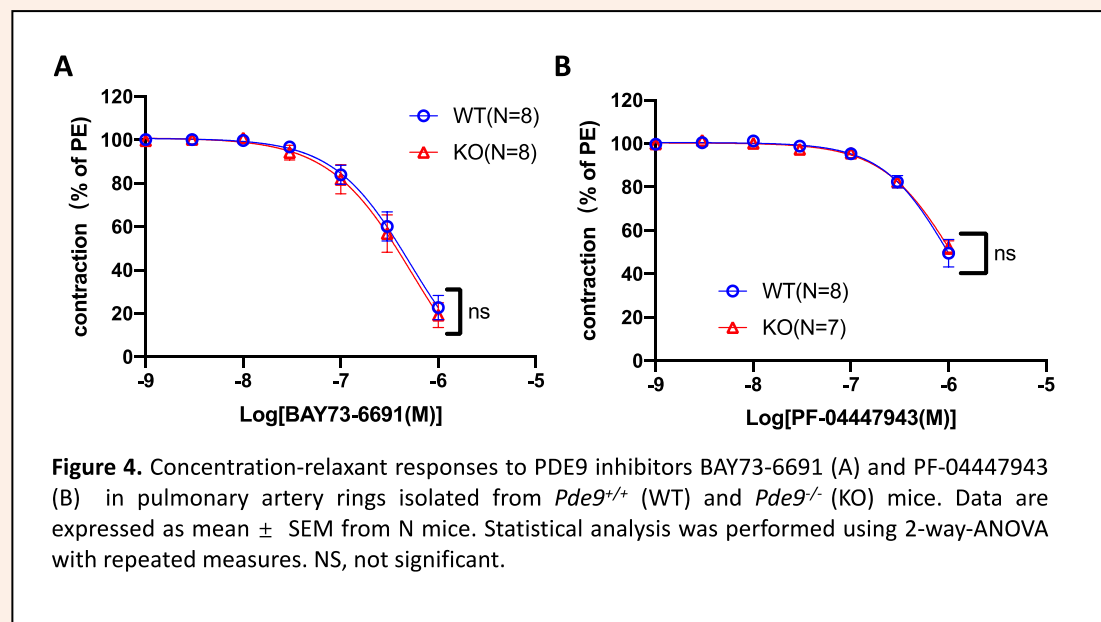 A
B
120
100
80
60
40
20
0
contraction (% of PE)
WT(N=8)
KO(N=8)
ns
-9
-8
-7
-6
-5
Log[BAY73-6691(M)]
120
100
80
60
40
20
0
contraction (% of PE)
ns
WT(N=8)
KO(N=7)
-9
-8
-7
-6
-5
Log[PF-04447943(M)]
Figure 4. Concentration-relaxant responses to PDE9 inhibitors BAY73-6691 (A) and PF-04447943
(B) in pulmonary artery rings isolated from Pde9+/+ (WT) and Pde9-/- (KO) mice. Data are
expressed as mean ± SEM from N mice. Statistical analysis was performed using 2-way-ANOVA
with repeated measures. NS, not significant.